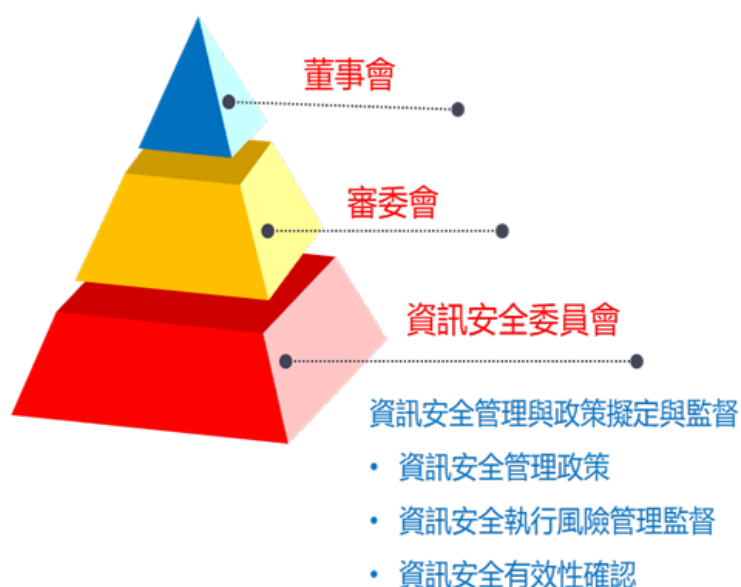 董事會
審委會
資訊安全委員會
資訊安全管理與政策擬定與監督
• 資訊安全管理政策
• 資訊安全執行風險管理監督
• 資訊安全有效性確認